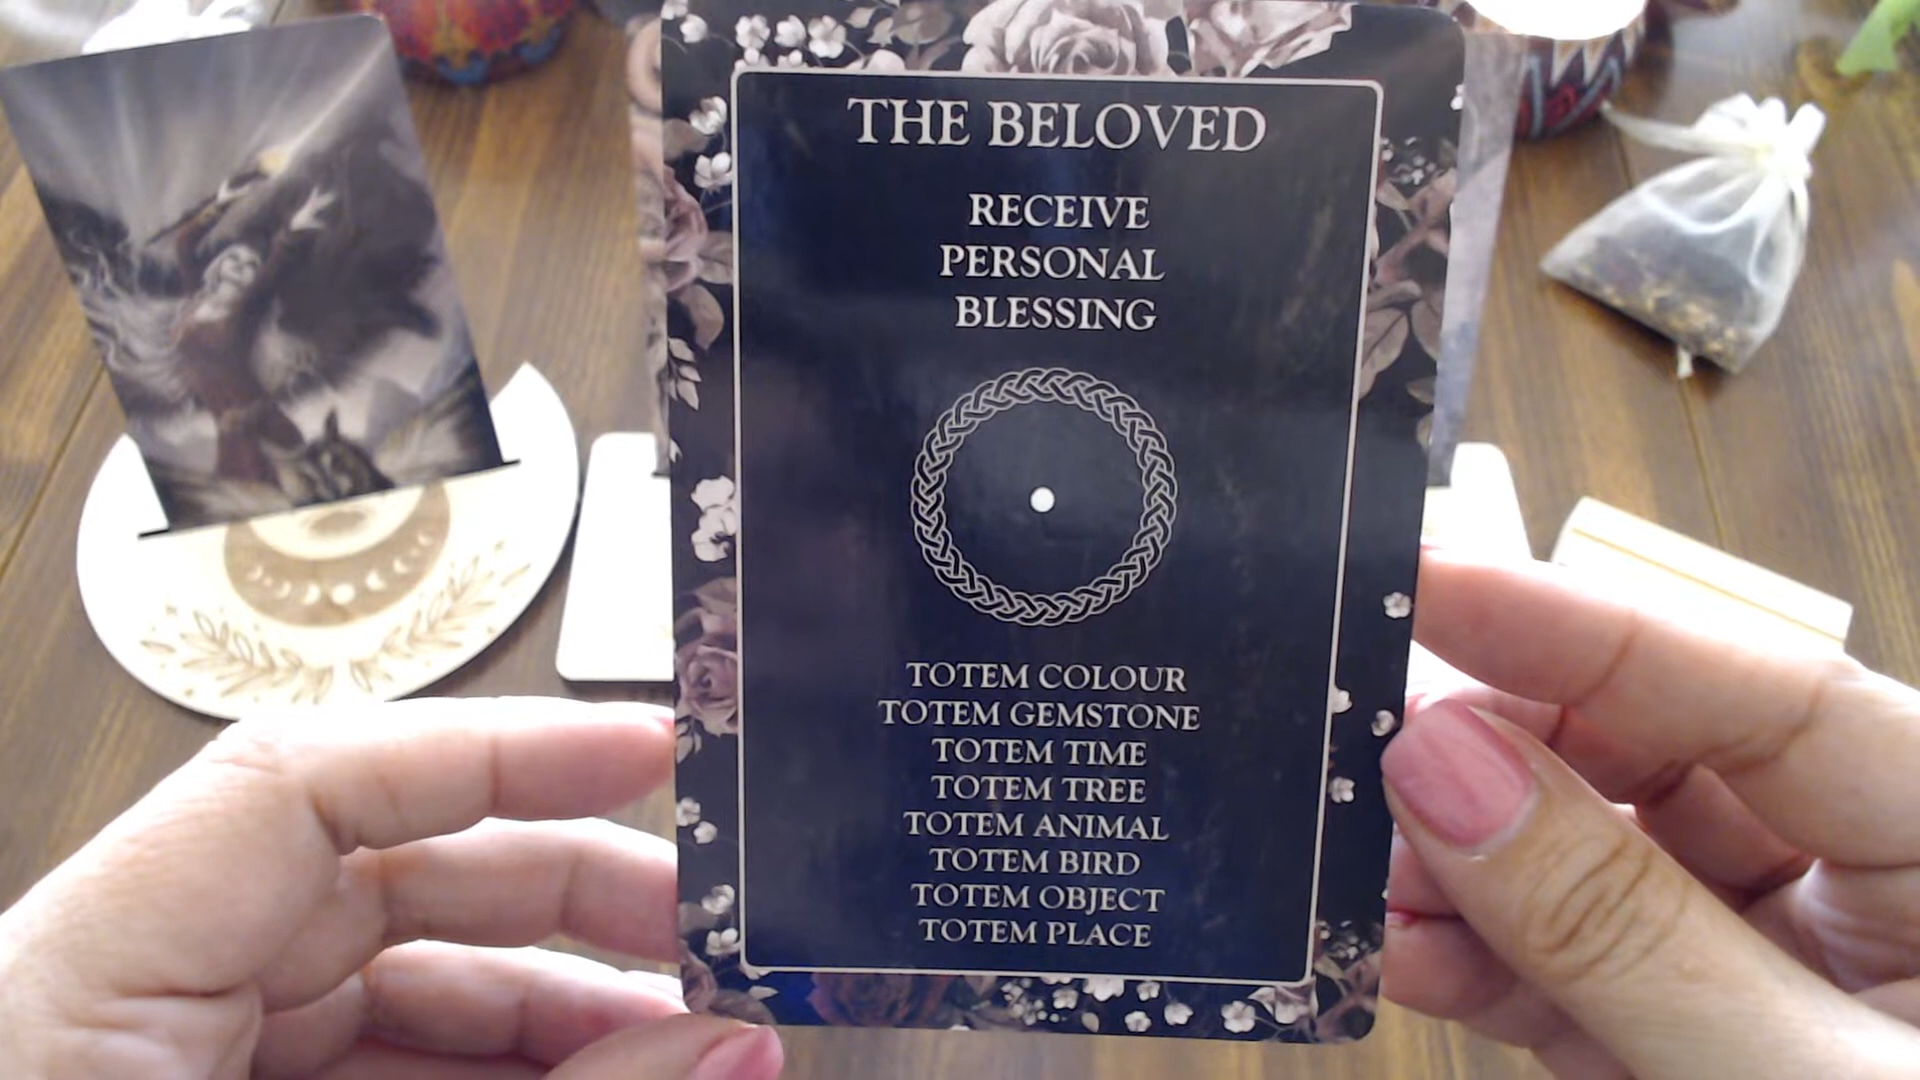 THE BELOVED
RECEIVE
PERSONAL
BLESSING
TOTEM COLOUR
TOTEM GEMSTONE
TOTEM TIME
TOTEM TREE
TOTEM ANIMAL
TOTEM BIRD
TOTEM OBJECT
TOTEM PLACE